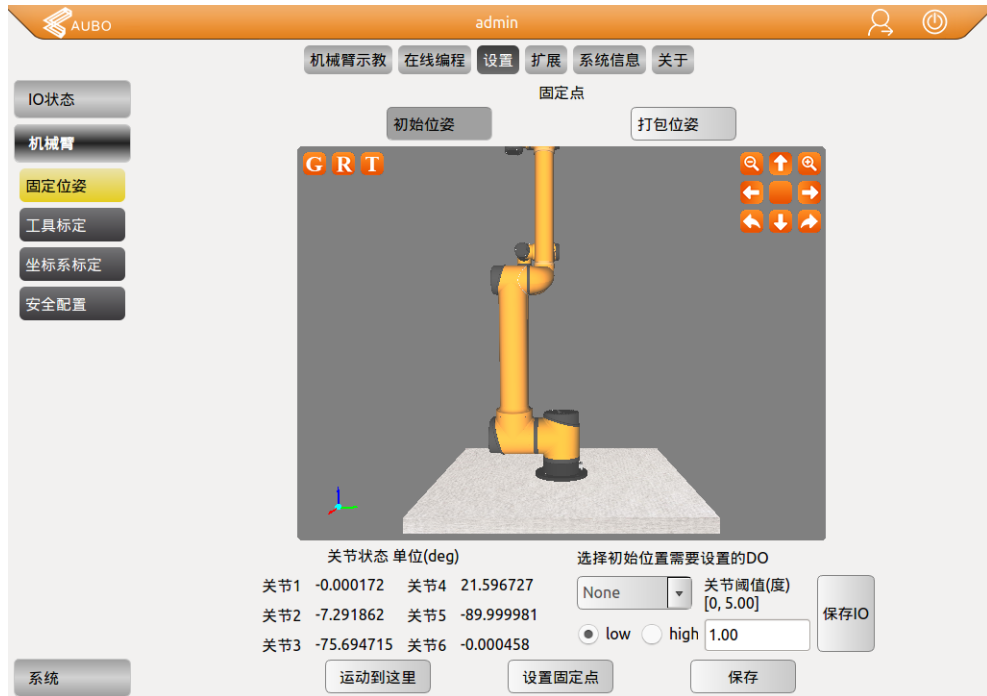 AUBO
admin
机械臂示教 在线编程 设置 扩展 系统信息 关于
IO状态
机械臂
固定位姿
工具标定
坐标系标定
安全配置
系统
固定点
初始位姿 打包位姿
G R T
关节状态 单位(deg)
关节1 -0.000172 关节4 21.596727
关节2 -7.291862 关节5 -89.999981
关节3 -75.694715 关节6 -0.000458
选择初始位置需要设置的DO
None
关节阈值(度)
[0, 5.00]
low high 1.00
保存IO
运动到这里 设置固定点 保存